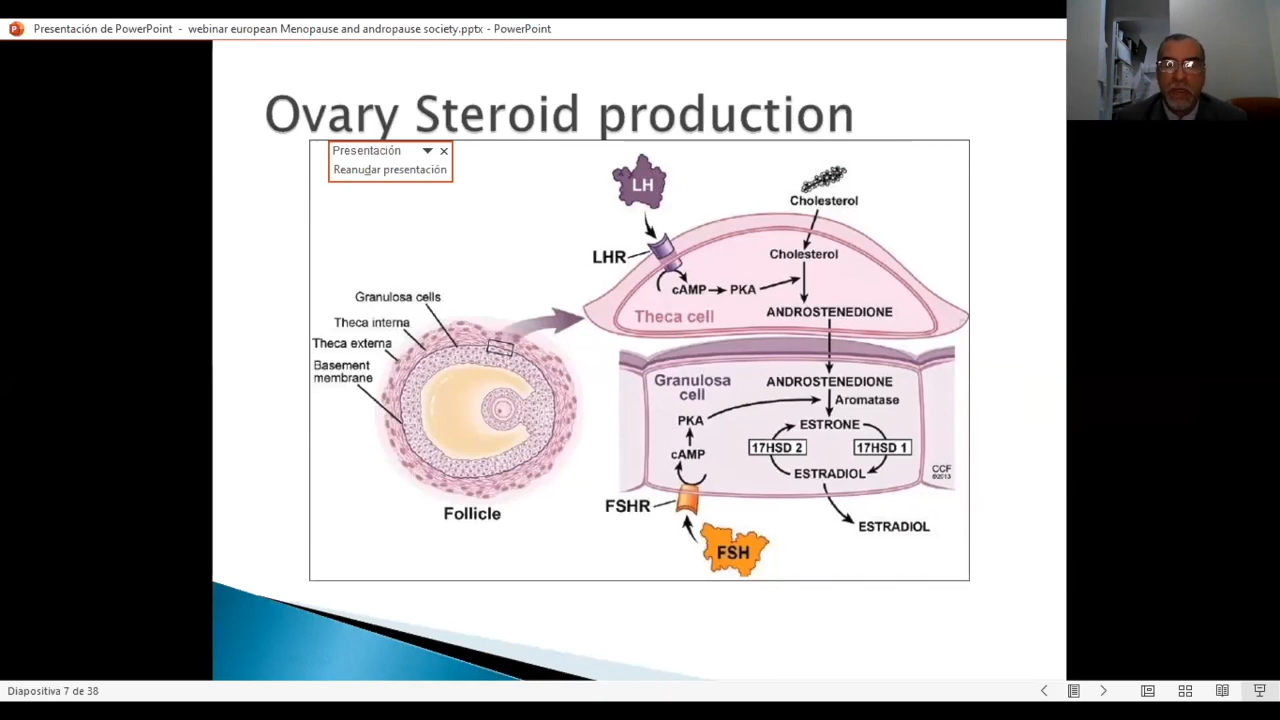 Presentación de PowerPoint - webinar european Menopause and andropause society.pptx - PowerPoint
Ovary Steroid production
Presentación
Reanudar presentación
LH
Cholesterol
LHR
Cholesterol
cAMP
PKA
Theca cell
ANDROSTENEDIONE
Granulosa cells
Theca interna
Theca externa
Basement
membrane
Follicle
Granulosa
cell
ANDROSTENEDIONE
Aromatase
PKA
ESTRONE
17HSD 2
17HSD 1
cAMP
ESTRADIOL
CCF
©2013
FSHR
ESTRADIOL
FSH
Diapositiva 7 de 38